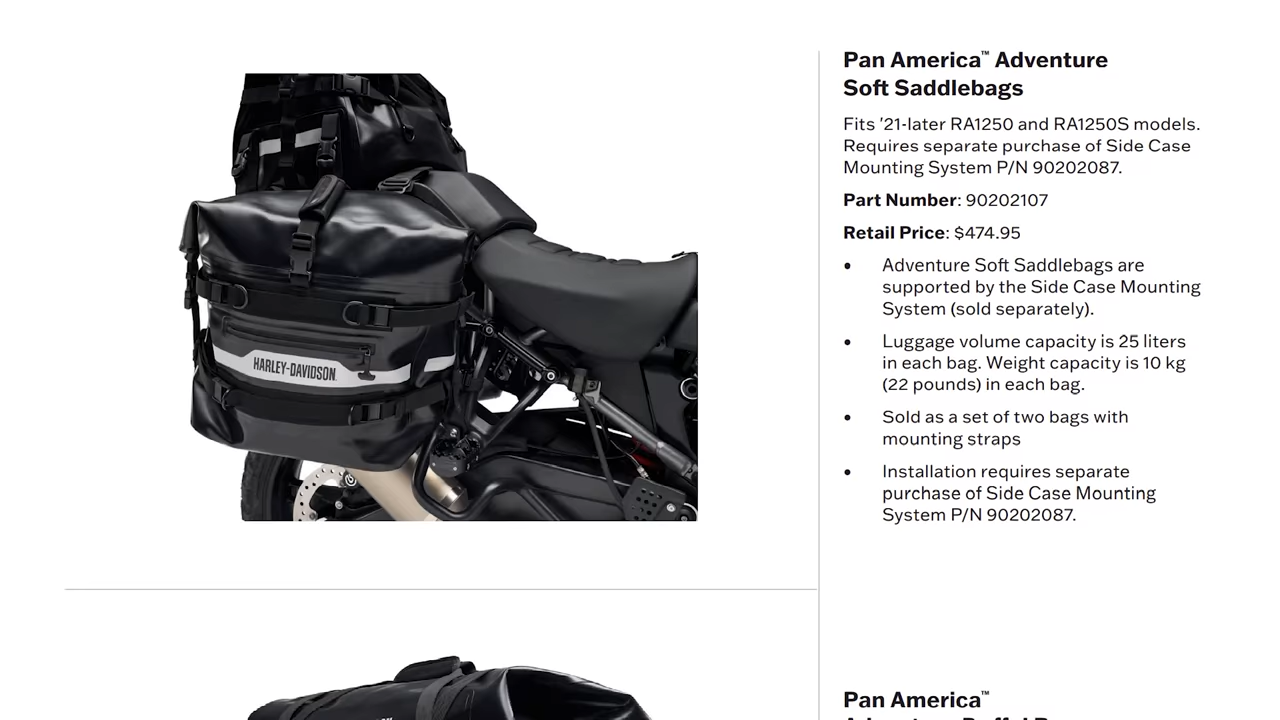 Pan America™ Adventure
Soft Saddlebags
Fits '21-later RA1250 and RA1250S models.
Requires separate purchase of Side Case
Mounting System P/N 90202087.
Part Number: 90202107
Retail Price: $474.95
• Adventure Soft Saddlebags are
supported by the Side Case Mounting
System (sold separately).
• Luggage volume capacity is 25 liters
in each bag. Weight capacity is 10 kg
(22 pounds) in each bag.
• Sold as a set of two bags with
mounting straps
• Installation requires separate
purchase of Side Case Mounting
System P/N 90202087.
HARLEY-DAVIDSON
Pan America™